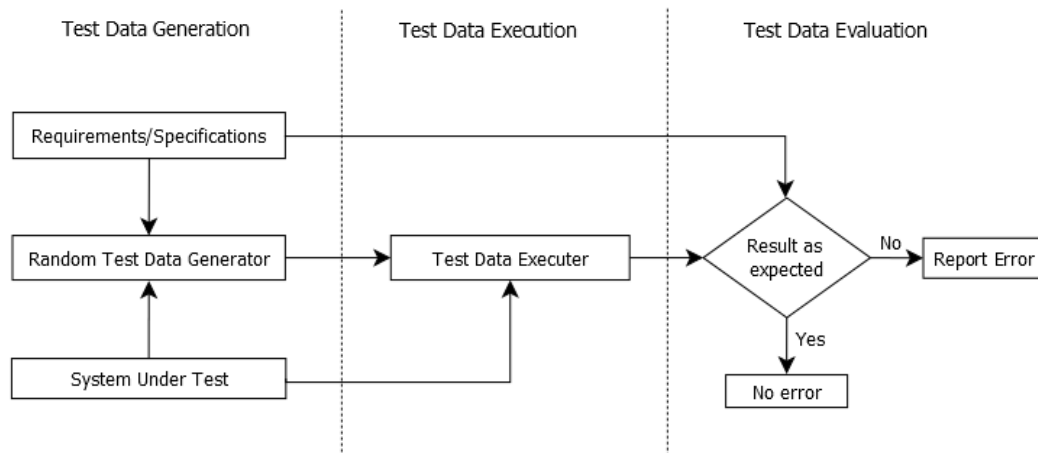 Test Data Generation
Test Data Execution
Test Data Evaluation
Requirements/Specifications
Random Test Data Generator
Test Data Executer
Result as
expected
No
Report Error
Yes
System Under Test
No error